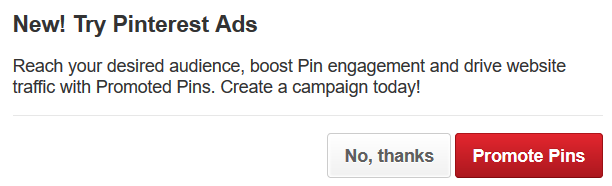 New! Try Pinterest Ads
Reach your desired audience, boost Pin engagement and drive website
traffic with Promoted Pins. Create a campaign today!
No, thanks
Promote Pins